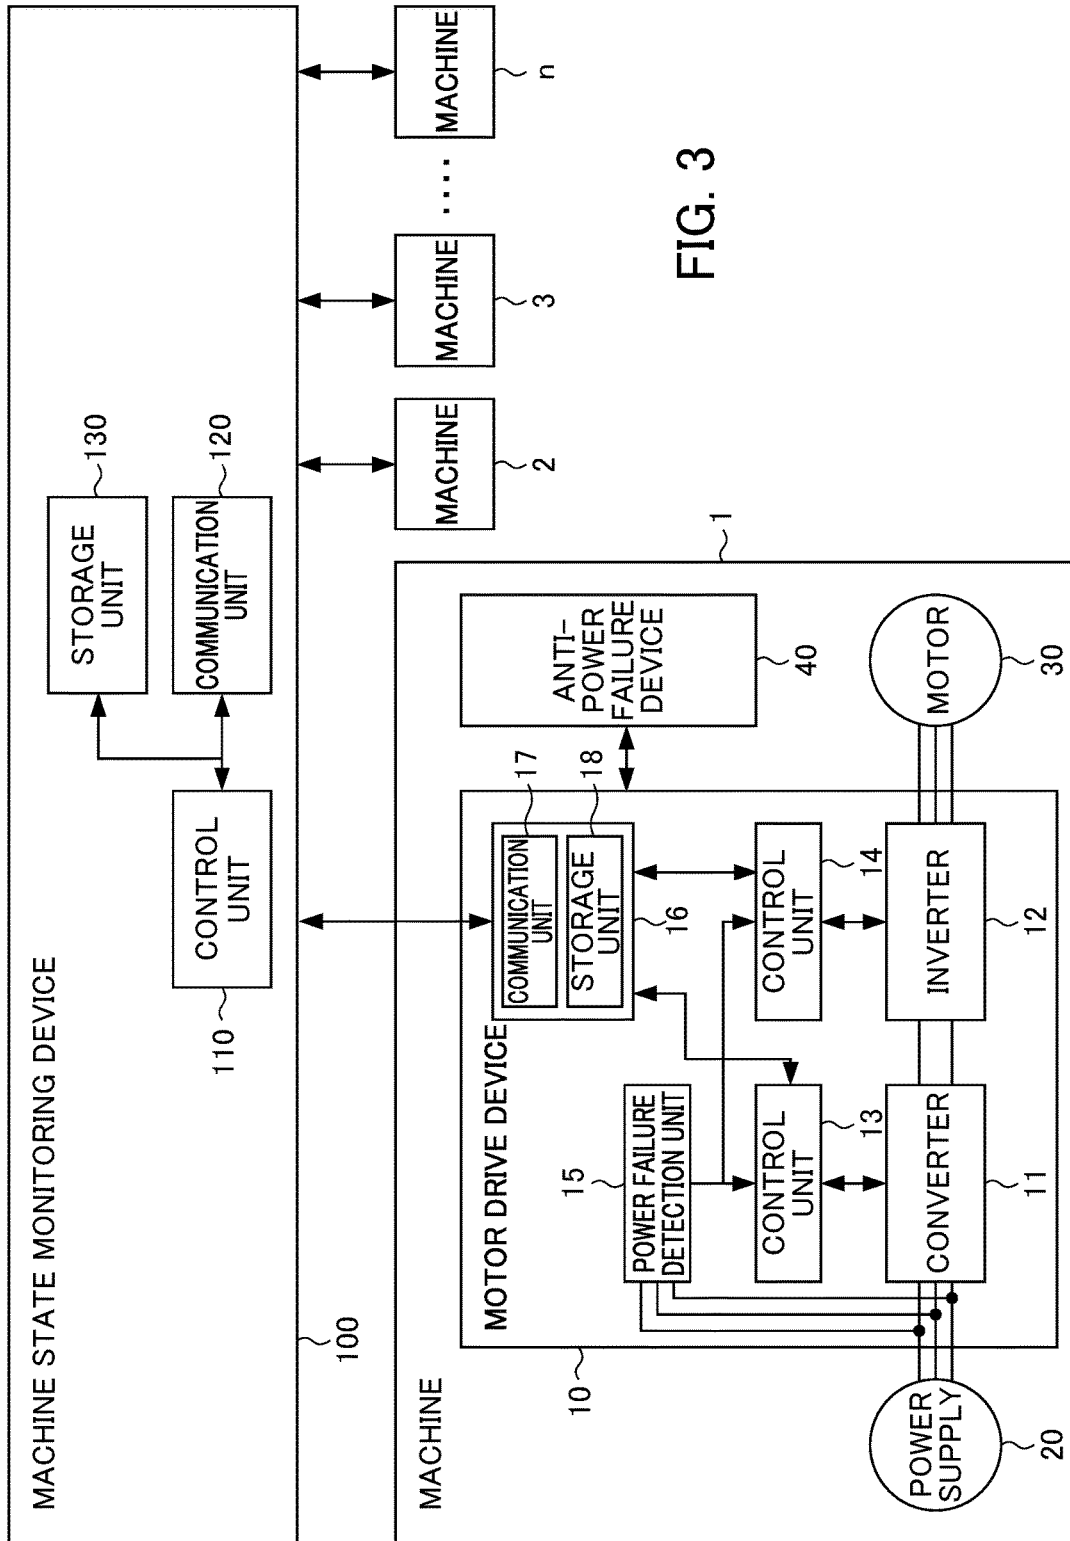 MACHINE STATE MONITORING DEVICE
110
CONTROL
UNIT
STORAGE
UNIT
130
COMMUNICATION
UNIT
120
100
MACHINE
1
MACHINE
2
MACHINE
3
....
MACHINE
n
10
MOTOR DRIVE DEVICE
COMMUNICATION
UNIT
17
STORAGE
UNIT
18
16
ANTI-
POWER
FAILURE
DEVICE
40
15
POWER FAILURE
DETECTION UNIT
CONTROL
UNIT
13
CONTROL
UNIT
14
POWER
SUPPLY
20
CONVERTER
11
INVERTER
12
MOTOR
30
FIG. 3